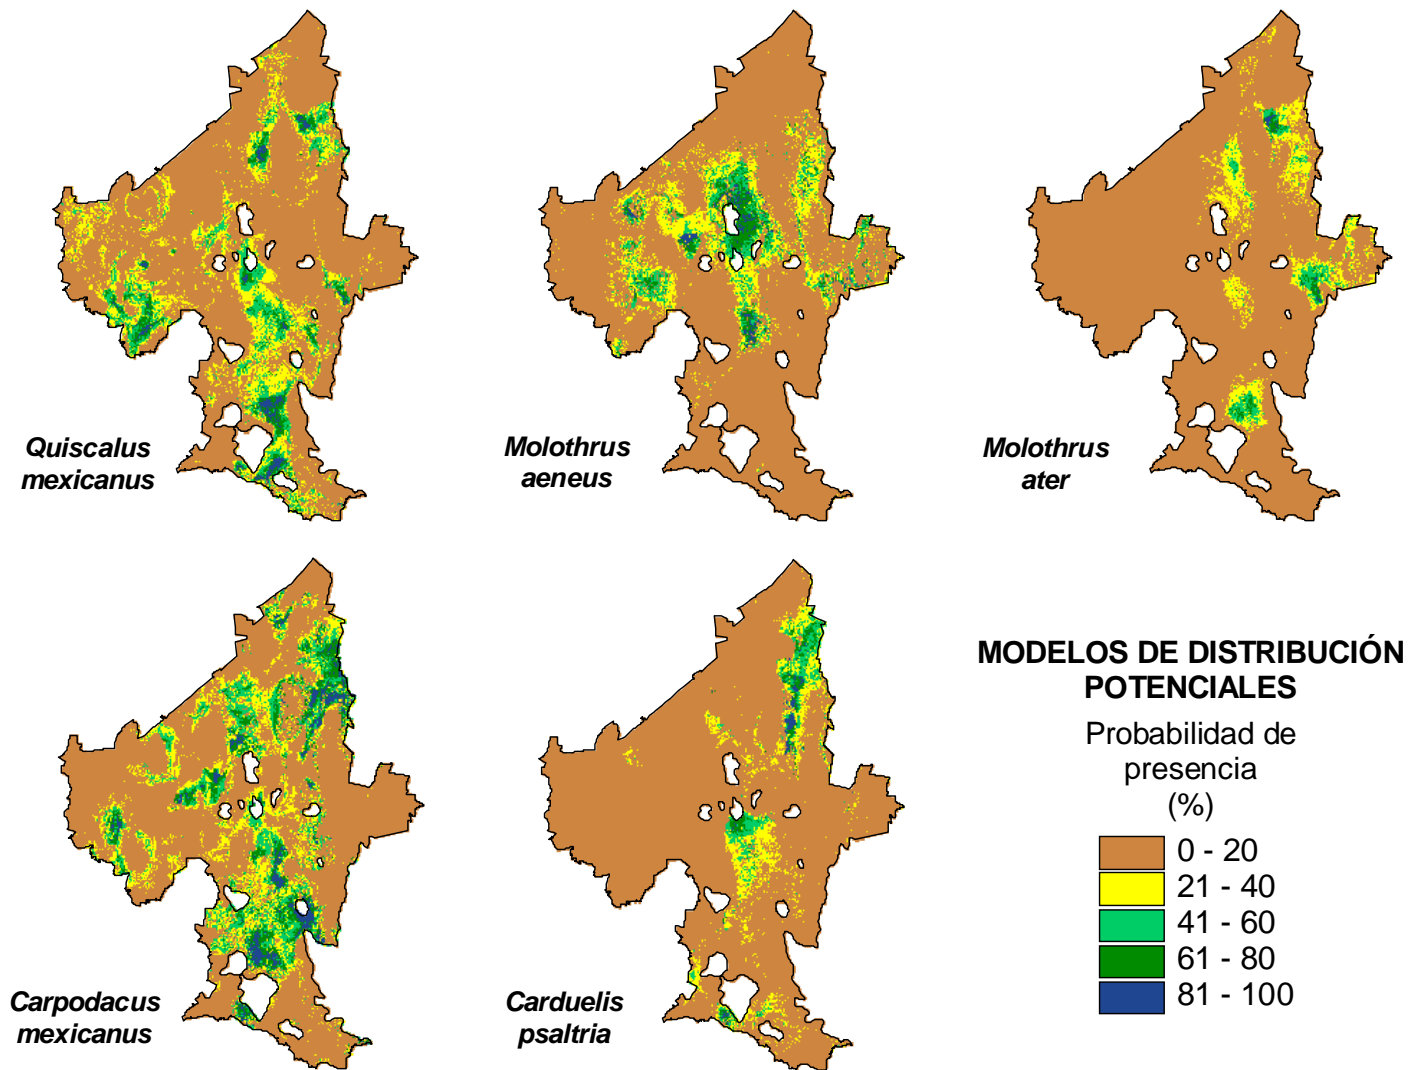 Quiscalus
mexicanus
Molothrus
aeneus
Molothrus
ater
Carpodacus
mexicanus
Carduelis
psaltria
MODELOS DE DISTRIBUCIÓN
POTENCIALES
Probabilidad de
presencia
(%)
0 - 20
21 - 40
41 - 60
61 - 80
81 - 100